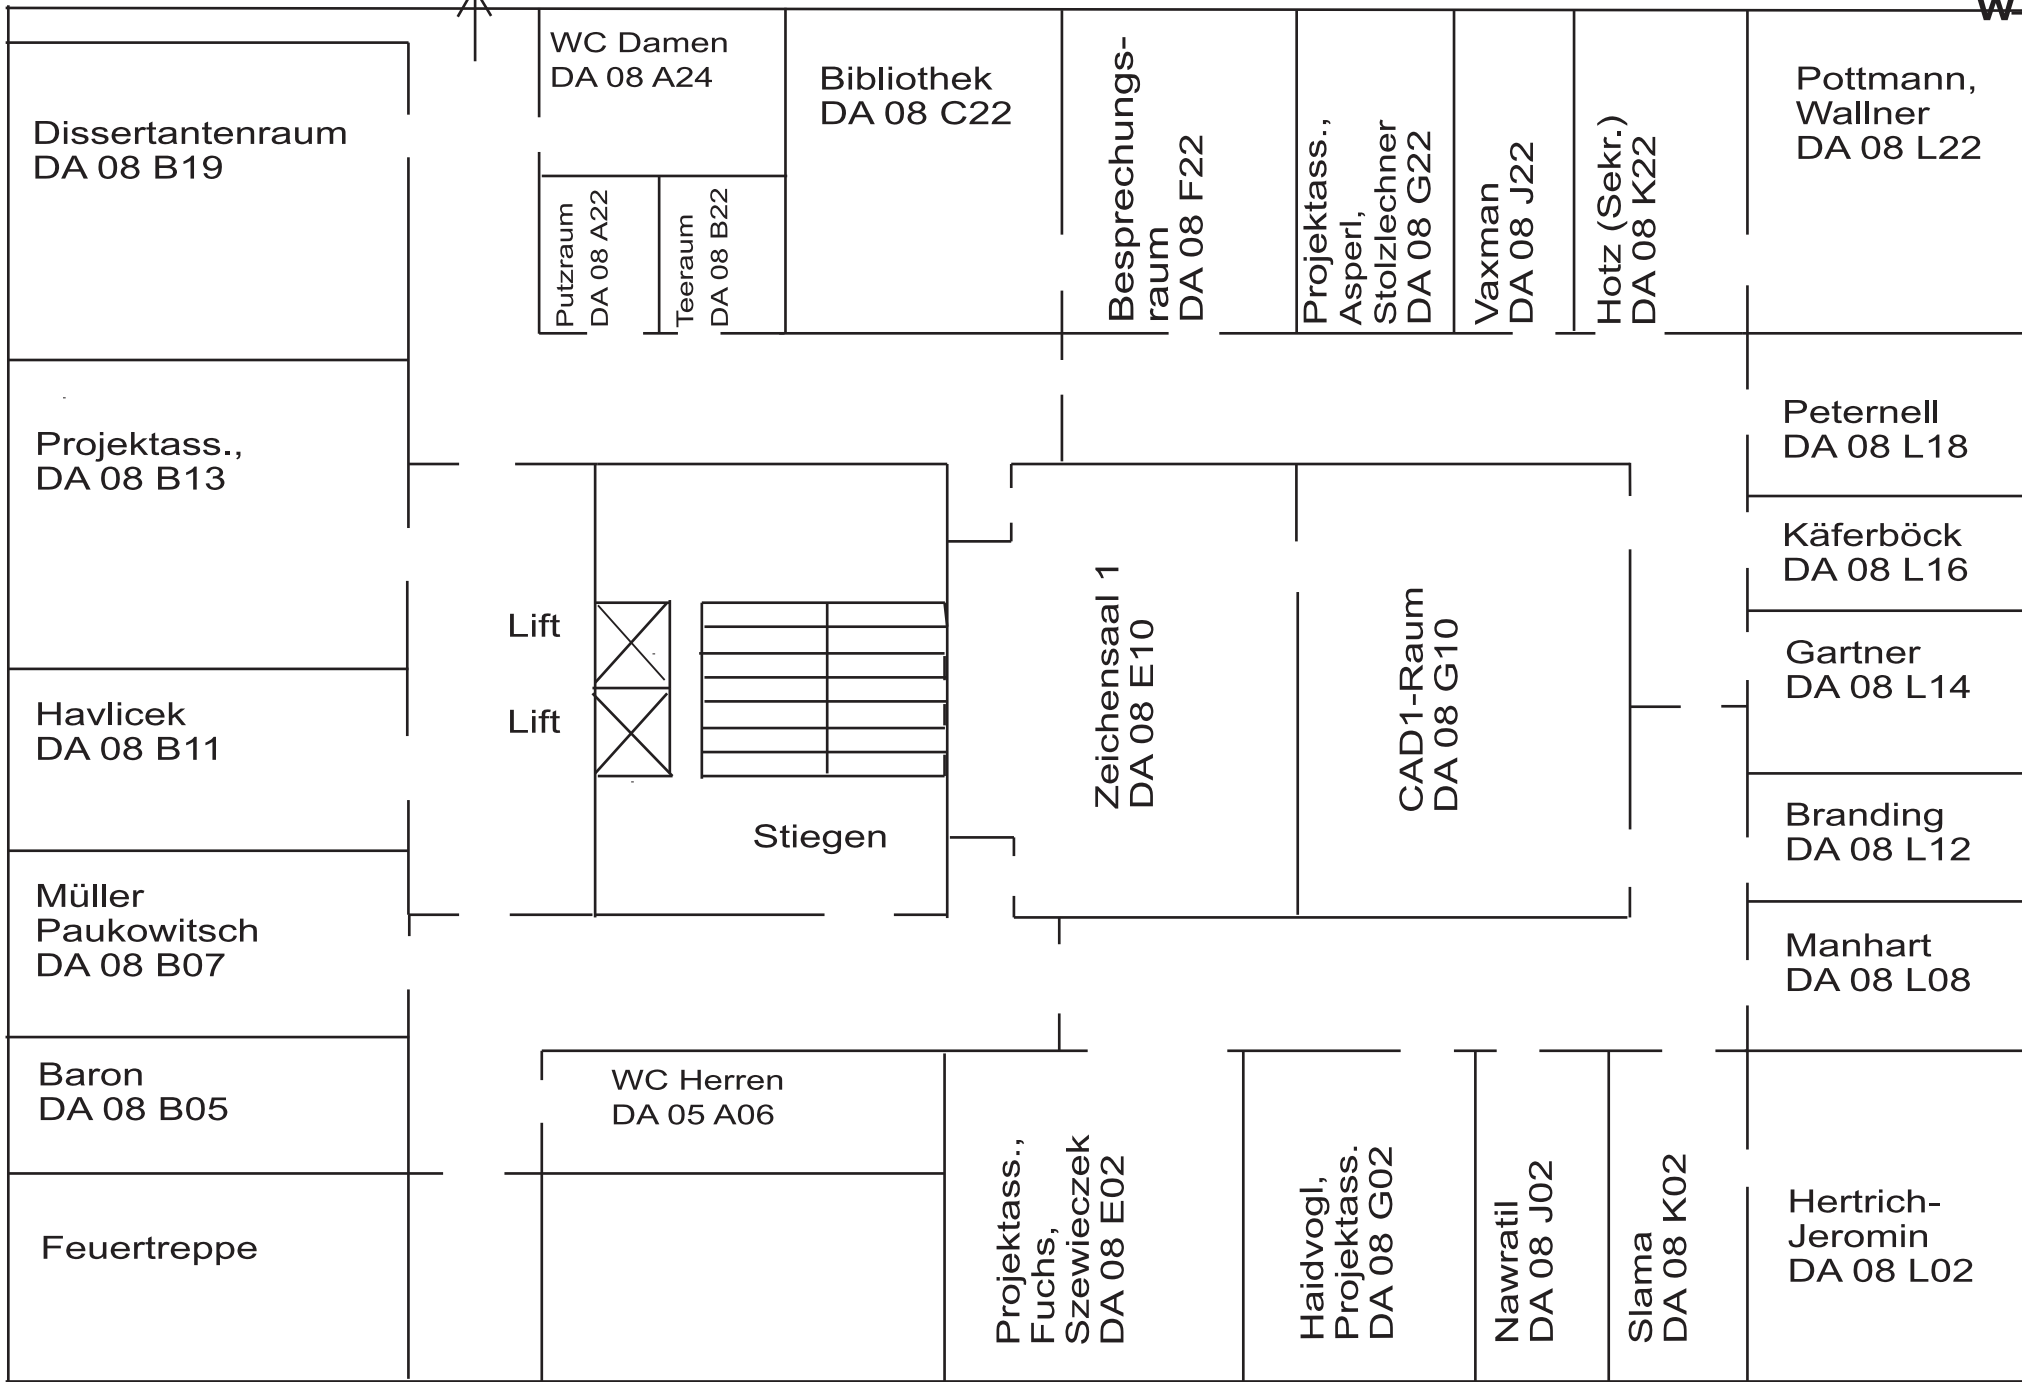 W-
WC Damen
DA 08 A24
Bibliothek
DA 08 C22
Besprechungs-
raum
DA 08 F22
Projektass.,
Asperl,
Stolzlechner
DA 08 G22
Vaxman
DA 08 J22
Hotz (Sekr.)
DA 08 K22
Pottmann,
Wallner
DA 08 L22
Dissertantenraum
DA 08 B19
Putzraum
DA 08 A22
Teeraum
DA 08 B22
Projektass.,
DA 08 B13
Peternell
DA 08 L18
Käferböck
DA 08 L16
Lift
Lift
Zeichensaal 1
DA 08 E10
CAD1-Raum
DA 08 G10
Gartner
DA 08 L14
Havlicek
DA 08 B11
Stiegen
Branding
DA 08 L12
Müller
Paukowitsch
DA 08 B07
Manhart
DA 08 L08
Baron
DA 08 B05
WC Herren
DA 05 A06
Feuertreppe
Projektass.,
Fuchs,
Szewieczek
DA 08 E02
Haidvogl,
Projektass.
DA 08 G02
Nawratil
DA 08 J02
Slama
DA 08 K02
Hertrich-
Jeromin
DA 08 L02